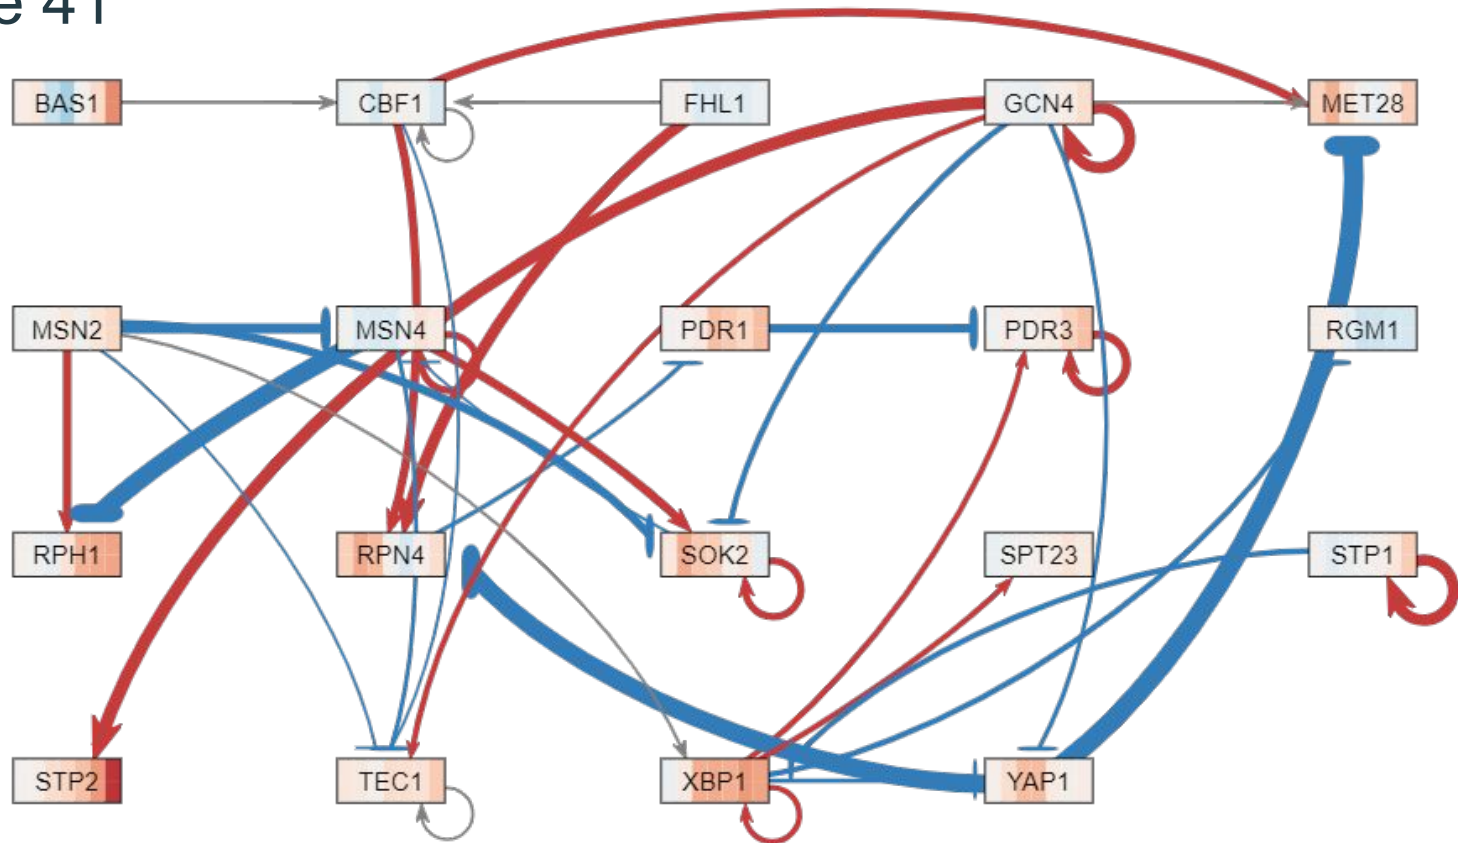 e 41
BAS1
CBF1
FHL1
GCN4
MET28
MSN2
MSN4
PDR1
PDR3
RGM1
RPH1
RPN4
SOK2
SPT23
STP1
STP2
TEC1
XBP1
YAP1